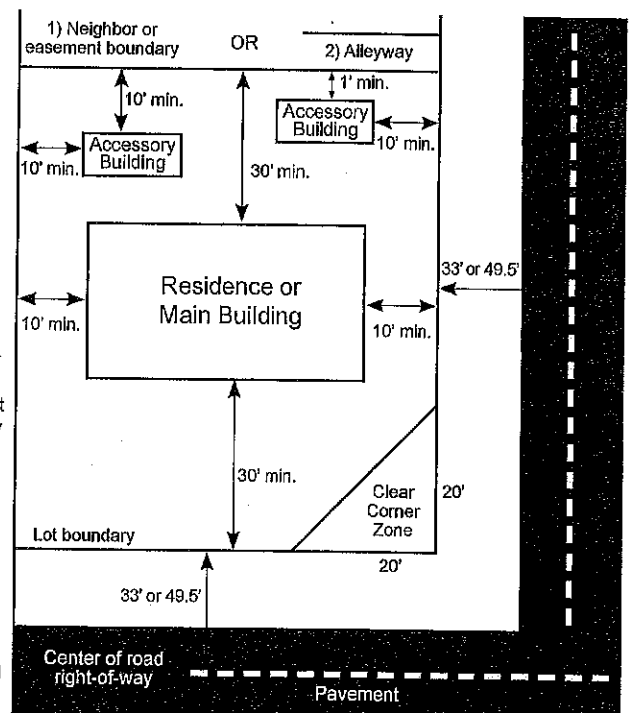 1) Neighbor or
easement boundary
OR
2) Alleyway
10' min.
1' min.
Accessory
Building
Accessory
Building
10' min.
10' min.
30' min.
33' or 49.5'
Residence or
Main Building
10' min.
10' min.
30' min.
Clear
Corner
Zone
20'
Lot boundary
20'
33' or 49.5'
Center of road
right-of-way
Pavement